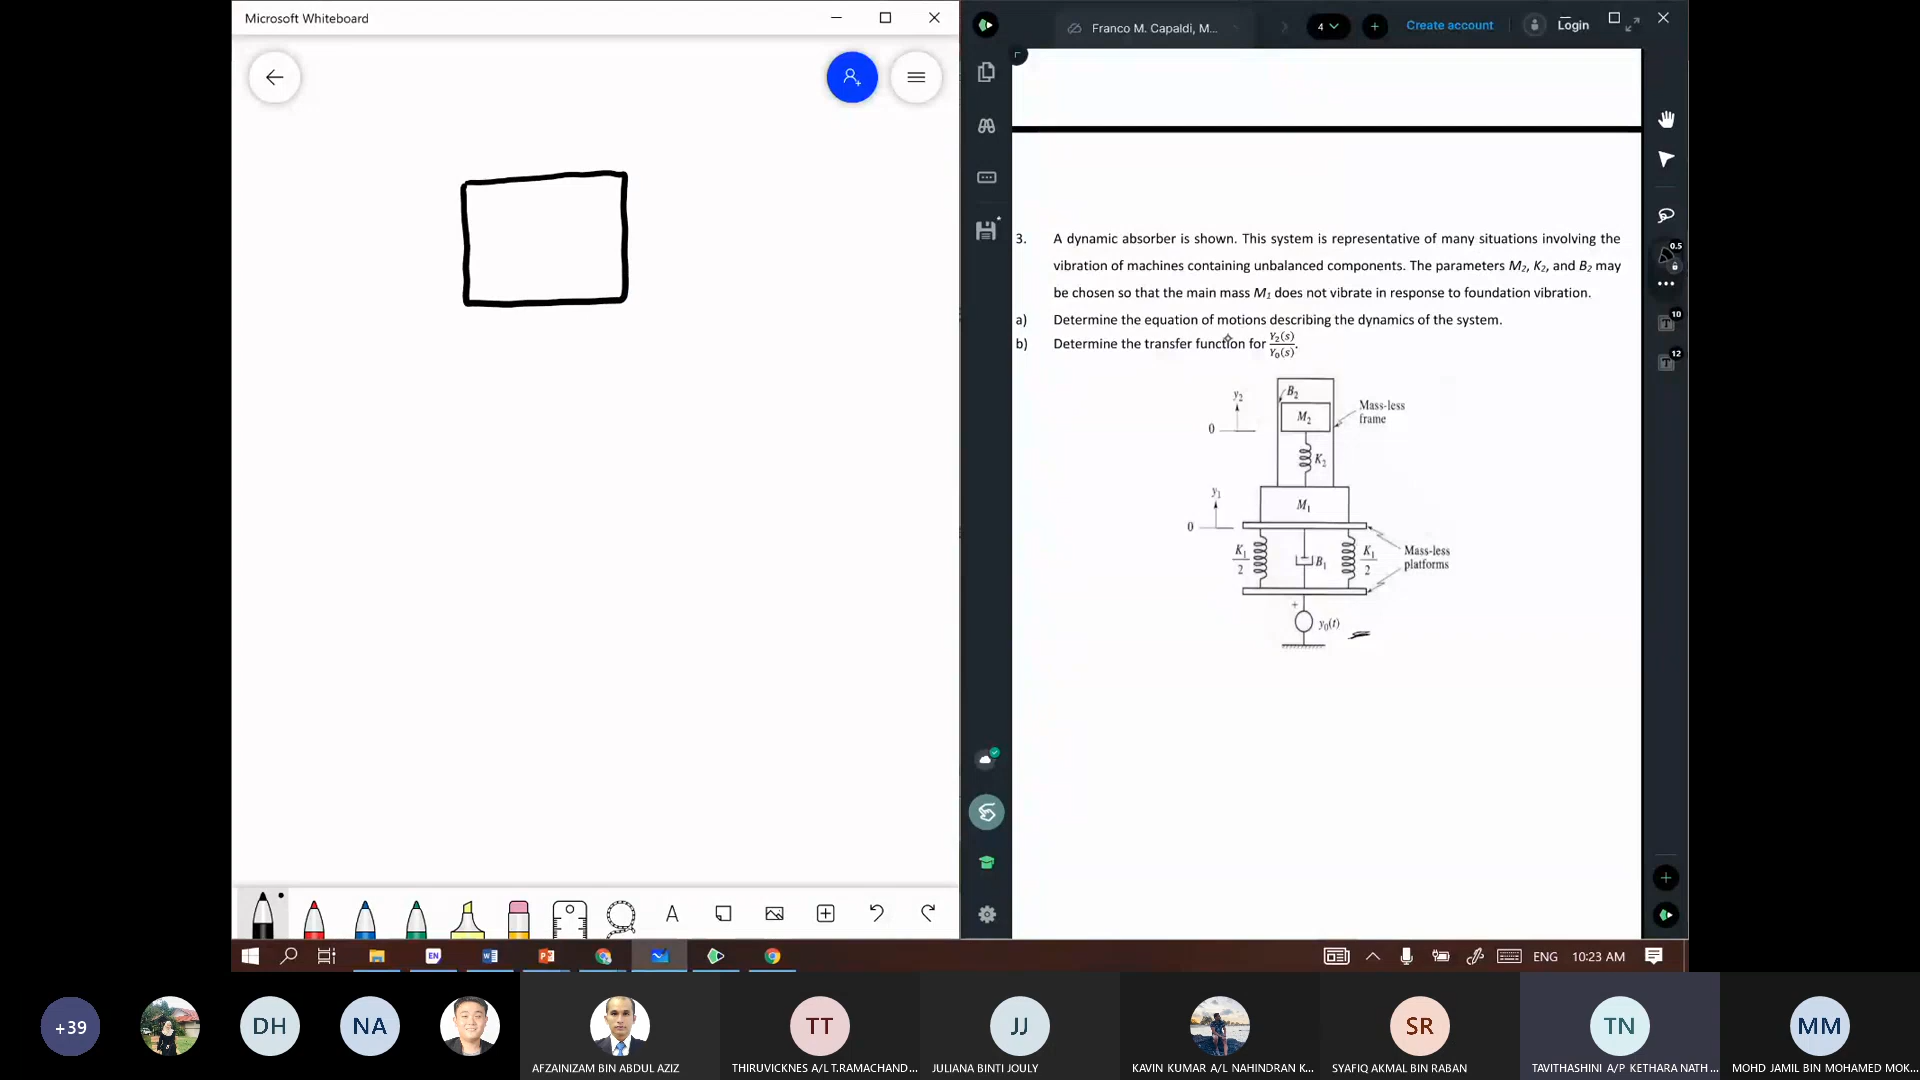 Microsoft Whiteboard
Franco M. Capaldi, M...
4
Create account
Login
3. A dynamic absorber is shown. This system is representative of many situations involving the
vibration of machines containing unbalanced components. The parameters M₂, K₂, and B₂ may
be chosen so that the main mass M₁ does not vibrate in response to foundation vibration.
a) Determine the equation of motions describing the dynamics of the system.
b) Determine the transfer function for Y₂(s)/Y₀(s).
B₂
y₂
M₂
Mass-less
frame
0
K₂
y₁
M₁
0
K₁/2
B₁
K₁/2
Mass-less
platforms
+
y₀(t)
0.5
10
12
A
EN
ENG
10:23 AM
+39
DH
NA
TT
JJ
SR
TN
MM
AFZAINIZAM BIN ABDUL AZIZ
THIRUVICKNES A/L T.RAMACHAND...
JULIANA BINTI JOULY
KAVIN KUMAR A/L NAHINDRAN K...
SYAFIQ AKMAL BIN RABAN
TAVITHASHINI A/P KETHARA NATH ...
MOHD JAMIL BIN MOHAMED MOK...